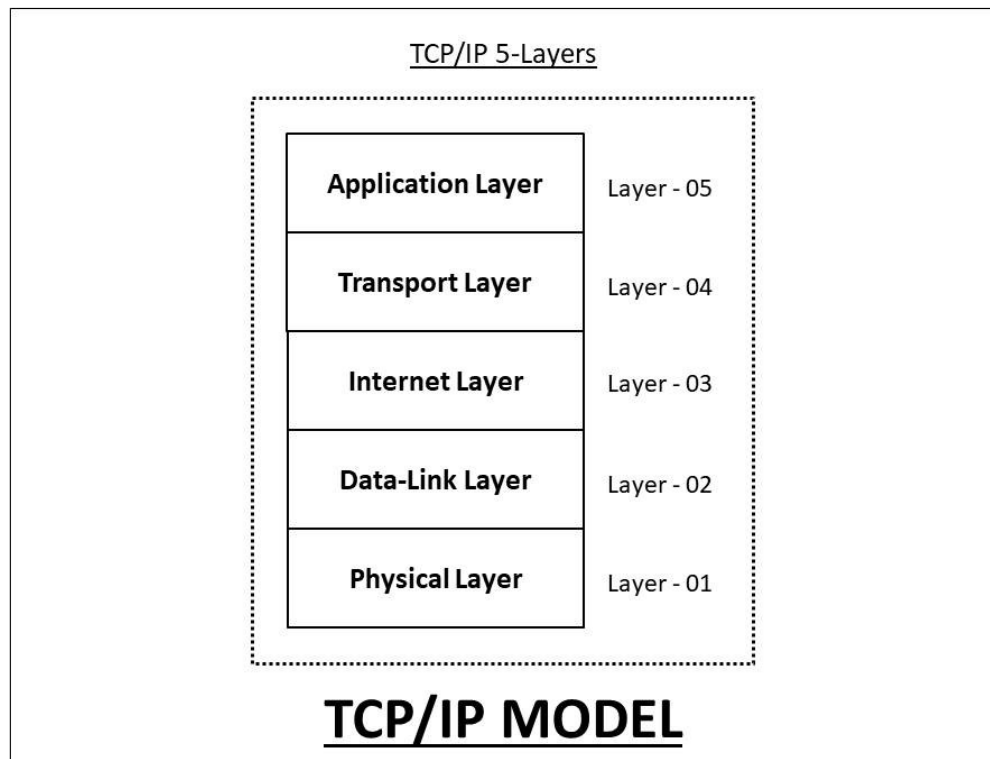 TCP/IP 5-Layers
Application Layer Layer - 05
Transport Layer Layer - 04
Internet Layer Layer - 03
Data-Link Layer Layer - 02
Physical Layer Layer - 01
TCP/IP MODEL